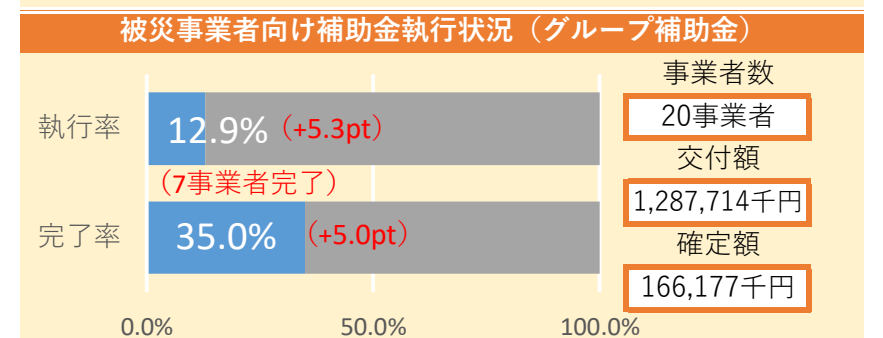 被災事業者向け補助金執行状況（グループ補助金）
執行率
12.9%（+5.3pt）
（7事業者完了）
完了率
35.0%（+5.0pt）
0.0% 50.0% 100.0%
事業者数
20事業者
交付額
1,287,714千円
確定額
166,177千円